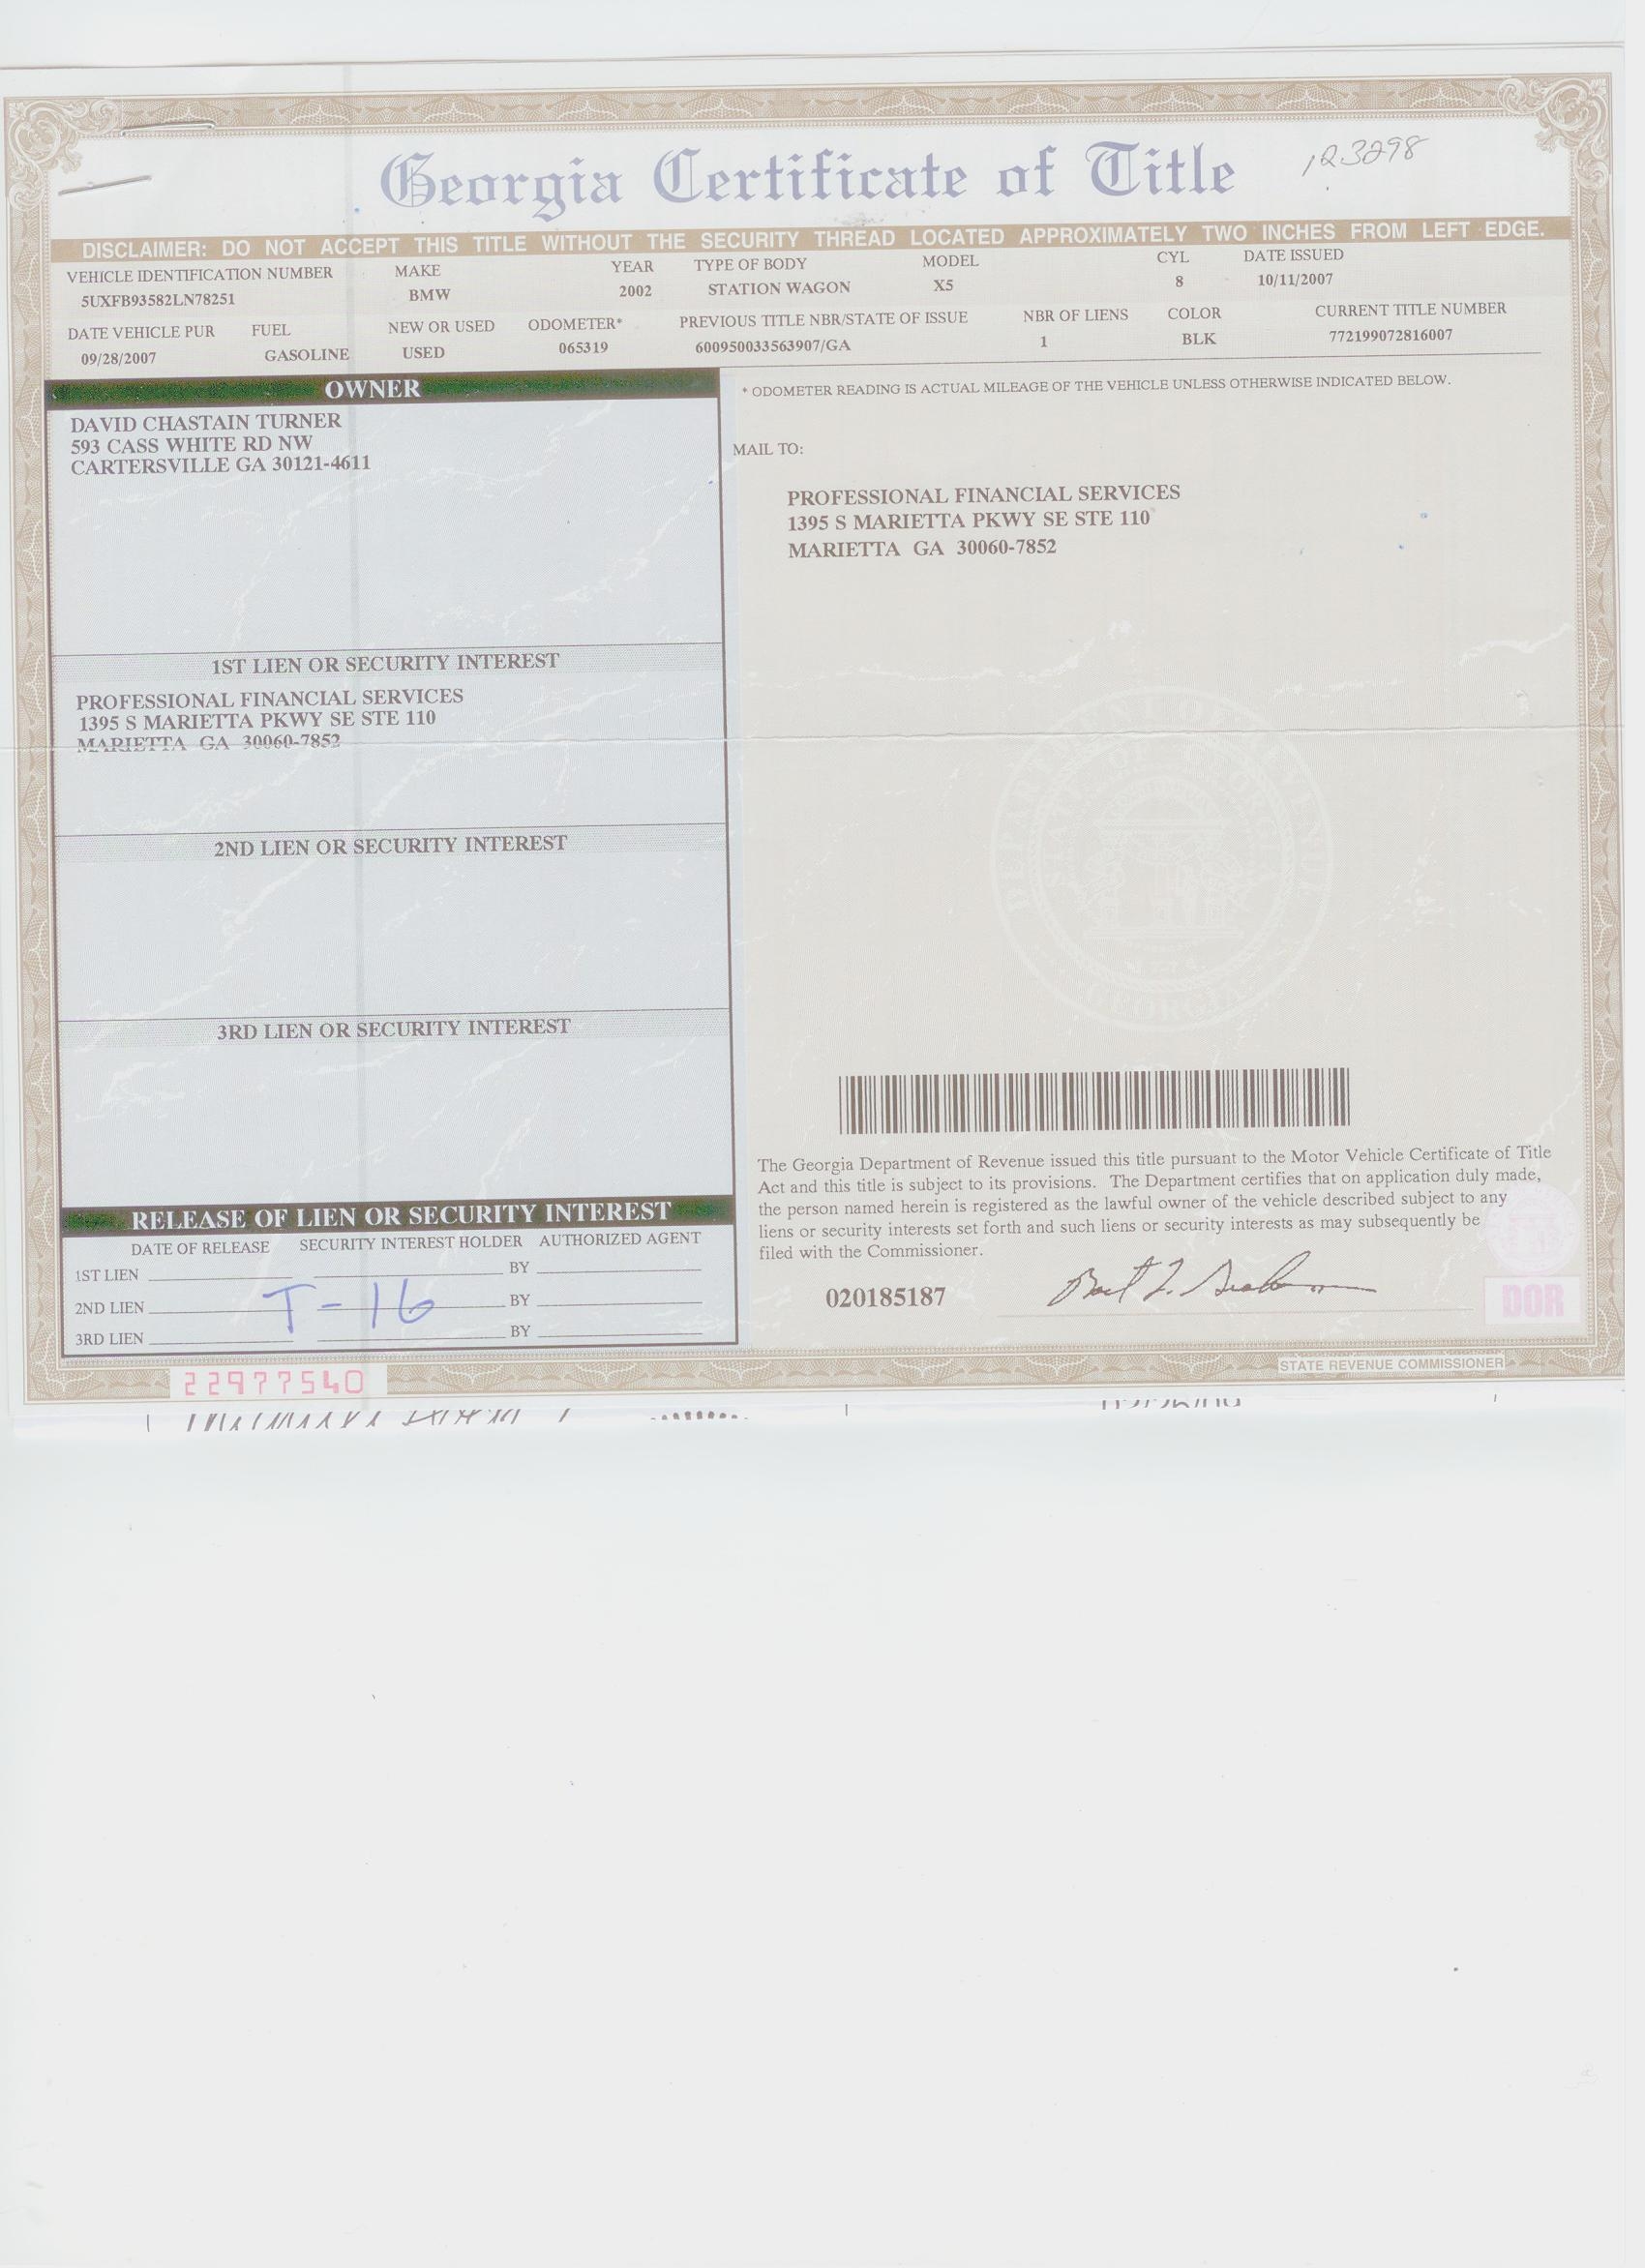 Georgia Certificate of Title
123298
DISCLAIMER: DO NOT ACCEPT THIS TITLE WITHOUT THE SECURITY THREAD LOCATED APPROXIMATELY TWO INCHES FROM LEFT EDGE.
VEHICLE IDENTIFICATION NUMBER MAKE YEAR TYPE OF BODY MODEL CYL DATE ISSUED
5UXFB93582LN78251 BMW 2002 STATION WAGON X5 8 10/11/2007
DATE VEHICLE PUR FUEL NEW OR USED ODOMETER* PREVIOUS TITLE NBR/STATE OF ISSUE NBR OF LIENS COLOR CURRENT TITLE NUMBER
09/28/2007 GASOLINE USED 065319 600950033563907/GA 1 BLK 772199072816007
OWNER
DAVID CHASTAIN TURNER
593 CASS WHITE RD NW
CARTERSVILLE GA 30121-4611
* ODOMETER READING IS ACTUAL MILEAGE OF THE VEHICLE UNLESS OTHERWISE INDICATED BELOW.
MAIL TO:
PROFESSIONAL FINANCIAL SERVICES
1395 S MARIETTA PKWY SE STE 110
MARIETTA GA 30060-7852
1ST LIEN OR SECURITY INTEREST
PROFESSIONAL FINANCIAL SERVICES
1395 S MARIETTA PKWY SE STE 110
MARIETTA GA 30060-7852
2ND LIEN OR SECURITY INTEREST
3RD LIEN OR SECURITY INTEREST
RELEASE OF LIEN OR SECURITY INTEREST
DATE OF RELEASE SECURITY INTEREST HOLDER AUTHORIZED AGENT
1ST LIEN BY
2ND LIEN BY
3RD LIEN BY
T-16
The Georgia Department of Revenue issued this title pursuant to the Motor Vehicle Certificate of Title
Act and this title is subject to its provisions. The Department certifies that on application duly made,
the person named herein is registered as the lawful owner of the vehicle described subject to any
liens or security interests set forth and such liens or security interests as may subsequently be
filed with the Commissioner.
020185187
DOR
STATE REVENUE COMMISSIONER
22977540